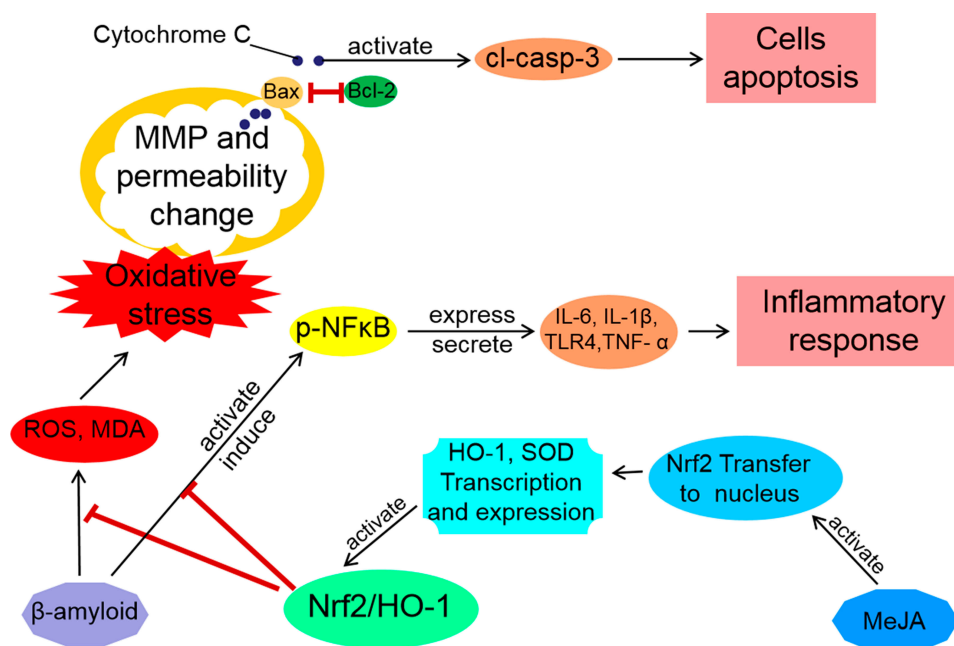 Cytochrome C
activate
cl-casp-3
Cells
apoptosis
Bax
Bcl-2
MMP and
permeability
change
Oxidative
stress
p-NFκB
express
secrete
IL-6, IL-1β,
TLR4,TNF- α
Inflammatory
response
ROS, MDA
activate
induce
HO-1, SOD
Transcription
and expression
Nrf2 Transfer
to nucleus
activate
activate
β-amyloid
Nrf2/HO-1
MeJA